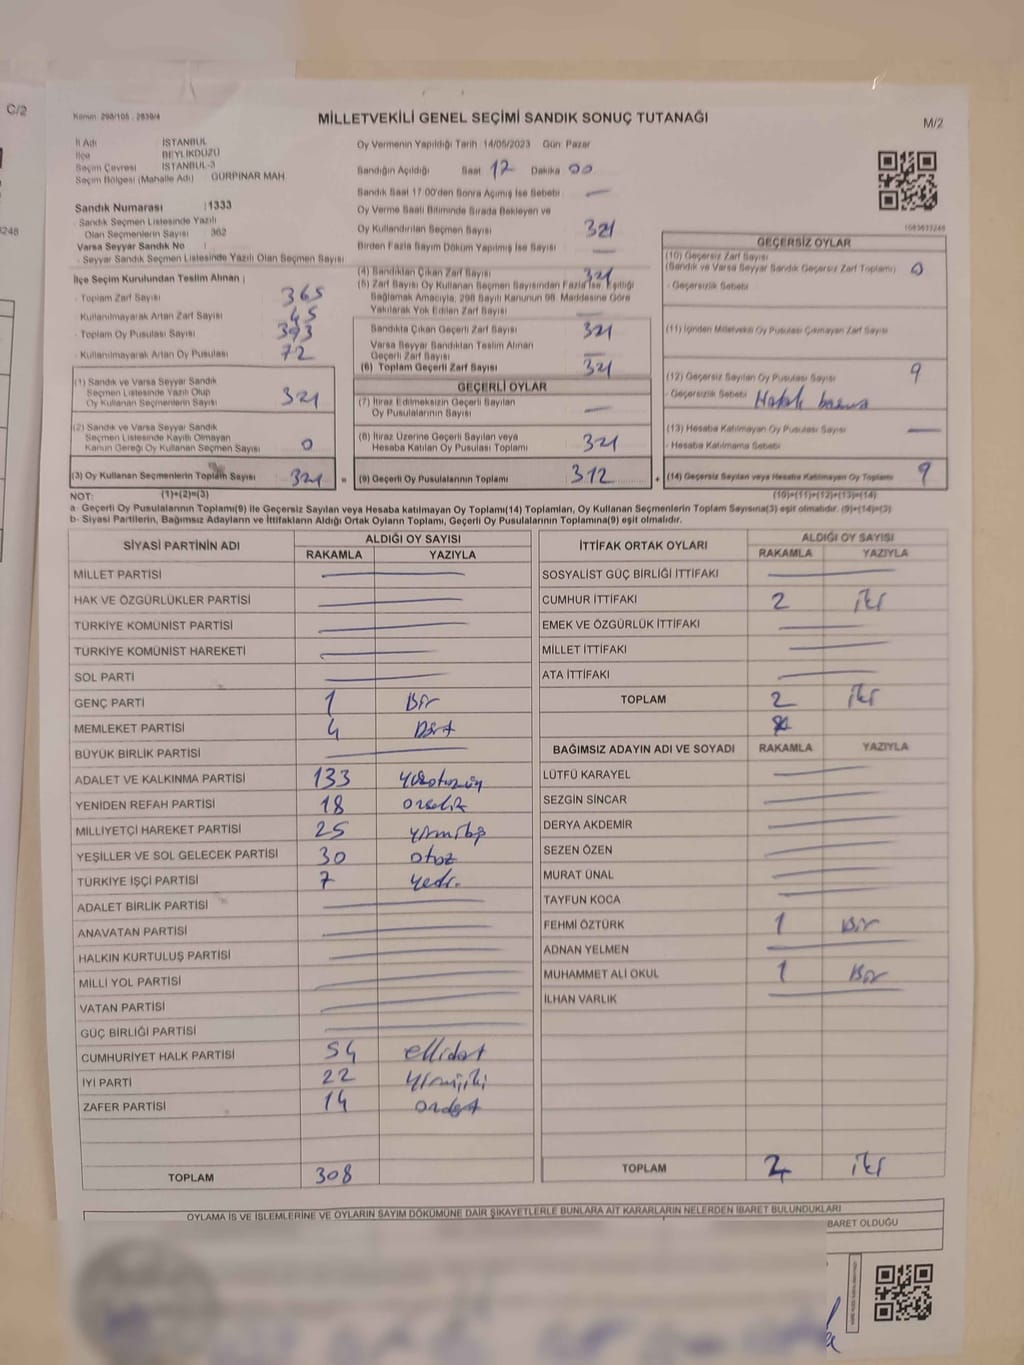 C/2
3248
Kanun: 298/105 , 2839/4
MİLLETVEKİLİ GENEL SEÇİMİ SANDIK SONUÇ TUTANAĞI
M/2
İl Adı : İSTANBUL
İlçe BEYLİKDÜZÜ
Seçim Çevresi İSTANBUL-3
Seçim Bölgesi (Mahalle Adı) GÜRPINAR MAH.
Sandık Numarası : 1333
Sandık Seçmen Listesinde Yazılı
Olan Seçmenlerin Sayısı : 362
Varsa Seyyar Sandık No :
- Seyyar Sandık Seçmen Listesinde Yazılı Olan Seçmen Sayısı
İlçe Seçim Kurulundan Teslim Alınan ;
- Toplam Zarf Sayısı 365
- Kullanılmayarak Artan Zarf Sayısı 45
- Toplam Oy Pusulası Sayısı 393
- Kullanılmayarak Artan Oy Pusulası 72
(1) Sandık ve Varsa Seyyar Sandık
Seçmen Listesinde Yazılı Olup
Oy Kullanan Seçmenlerin Sayısı 321
(2) Sandık ve Varsa Seyyar Sandık
Seçmen Listesinde Kayıtlı Olmayan
Kanun Gereği Oy Kullanan Seçmen Sayısı 0
(3) Oy Kullanan Seçmenlerin Toplam Sayısı 321 =
Oy Vermenin Yapıldığı Tarih 14/05/2023 Gün Pazar
Sandığın Açıldığı Saat 17 Dakika 00
Sandık Saat 17:00'den Sonra Açılmış İse Sebebi —
Oy Verme Saati Bitiminde Sırada Bekleyen ve
Oy Kullandırılan Seçmen Sayısı 321
Birden Fazla Sayım Döküm Yapılmış İse Sayısı —
(4) Sandıktan Çıkan Zarf Sayısı 321
(5) Zarf Sayısı Oy Kullanan Seçmen Sayısından Fazla İse, Eşitliği
Sağlamak Amacıyla, 298 Sayılı Kanunun 98. Maddesine Göre
Yakılarak Yok Edilen Zarf Sayısı —
Sandıkta Çıkan Geçerli Zarf Sayısı 321
Varsa Seyyar Sandıktan Teslim Alınan
Geçerli Zarf Sayısı —
(6) Toplam Geçerli Zarf Sayısı 321
GEÇERLİ OYLAR
(7) İtiraz Edilmeksizin Geçerli Sayılan
Oy Pusulalarının Sayısı —
(8) İtiraz Üzerine Geçerli Sayılan veya
Hesaba Katılan Oy Pusulası Toplamı 321
(9) Geçerli Oy Pusulalarının Toplamı 312 +
1083633248
GEÇERSİZ OYLAR
(10) Geçersiz Zarf Sayısı
(Sandık ve Varsa Seyyar Sandık Geçersiz Zarf Toplamı) 0
- Geçersizlik Sebebi
(11) İçinden Milletvekili Oy Pusulası Çıkmayan Zarf Sayısı
(12) Geçersiz Sayılan Oy Pusulası Sayısı 9
- Geçersizlik Sebebi Hatalı basma
(13) Hesaba Katılmayan Oy Pusulası Sayısı —
- Hesaba Katılmama Sebebi
(14) Geçersiz Sayılan veya Hesaba Katılmayan Oy Toplamı 9
NOT: (1)+(2)=(3) (10)+(11)+(12)+(13)=(14)
a- Geçerli Oy Pusulalarının Toplamı(9) ile Geçersiz Sayılan veya Hesaba katılmayan Oy Toplamı(14) Toplamları, Oy Kullanan Seçmenlerin Toplam Sayısına(3) eşit olmalıdır. (9)+(14)=(3)
b- Siyasi Partilerin, Bağımsız Adayların ve İttifakların Aldığı Ortak Oyların Toplamı, Geçerli Oy Pusulalarının Toplamına(9) eşit olmalıdır.
SİYASİ PARTİNİN ADI ALDIĞI OY SAYISI
RAKAMLA YAZIYLA
MİLLET PARTİSİ —
HAK VE ÖZGÜRLÜKLER PARTİSİ —
TÜRKİYE KOMÜNİST PARTİSİ —
TÜRKİYE KOMÜNİST HAREKETİ —
SOL PARTİ —
GENÇ PARTİ 1 Bir
MEMLEKET PARTİSİ 4 Dört
BÜYÜK BİRLİK PARTİSİ —
ADALET VE KALKINMA PARTİSİ 133 yüzotuzüç
YENİDEN REFAH PARTİSİ 18 onsekiz
MİLLİYETÇİ HAREKET PARTİSİ 25 yirmibeş
YEŞİLLER VE SOL GELECEK PARTİSİ 30 otuz
TÜRKİYE İŞÇİ PARTİSİ 7 yedi
ADALET BİRLİK PARTİSİ —
ANAVATAN PARTİSİ —
HALKIN KURTULUŞ PARTİSİ —
MİLLİ YOL PARTİSİ —
VATAN PARTİSİ —
GÜÇ BİRLİĞİ PARTİSİ —
CUMHURİYET HALK PARTİSİ 54 ellidört
İYİ PARTİ 22 yirmiiki
ZAFER PARTİSİ 14 ondört
TOPLAM 308
İTTİFAK ORTAK OYLARI ALDIĞI OY SAYISI
RAKAMLA YAZIYLA
SOSYALİST GÜÇ BİRLİĞİ İTTİFAKI —
CUMHUR İTTİFAKI 2 iki
EMEK VE ÖZGÜRLÜK İTTİFAKI —
MİLLET İTTİFAKI —
ATA İTTİFAKI —
TOPLAM 2 iki
BAĞIMSIZ ADAYIN ADI VE SOYADI RAKAMLA YAZIYLA
LÜTFÜ KARAYEL —
SEZGİN SİNCAR —
DERYA AKDEMİR —
SEZEN ÖZEN —
MURAT ÜNAL —
TAYFUN KOCA —
FEHMİ ÖZTÜRK 1 Bir
ADNAN YELMEN —
MUHAMMET ALİ OKUL 1 Bir
İLHAN VARLIK —
TOPLAM 2 iki
OYLAMA İŞ VE İŞLEMLERİNE VE OYLARIN SAYIM DÖKÜMÜNE DAİR ŞİKAYETLERLE BUNLARA AİT KARARLARIN NELERDEN İBARET BULUNDUKLARI
BARET OLDUĞU